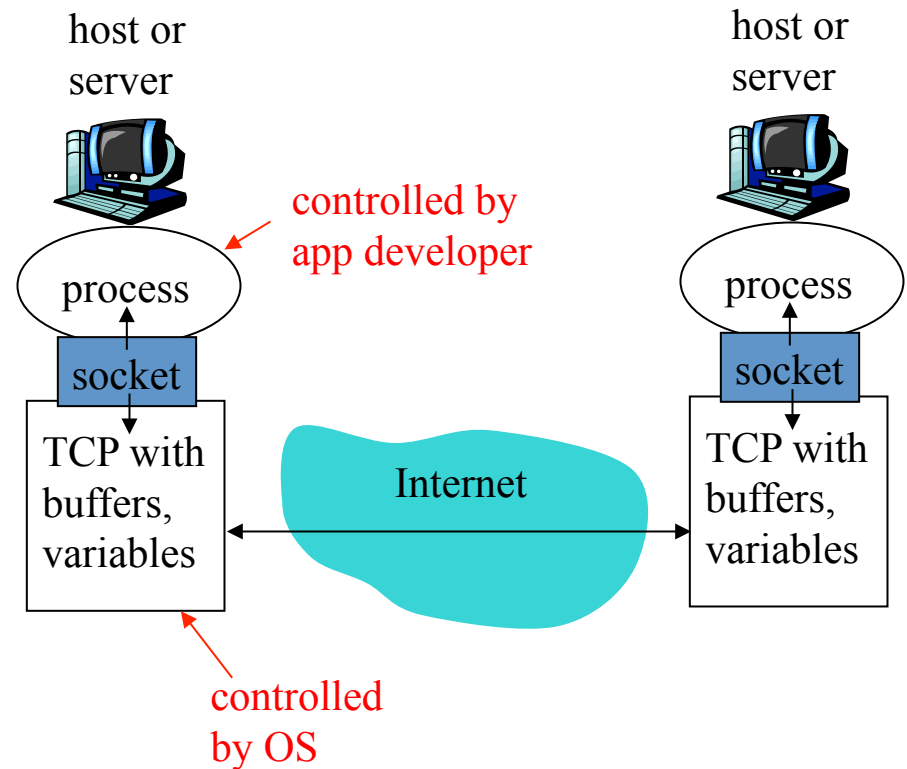 host or
server
host or
server
controlled by
app developer
process
process
socket
socket
TCP with
buffers,
variables
Internet
TCP with
buffers,
variables
controlled
by OS